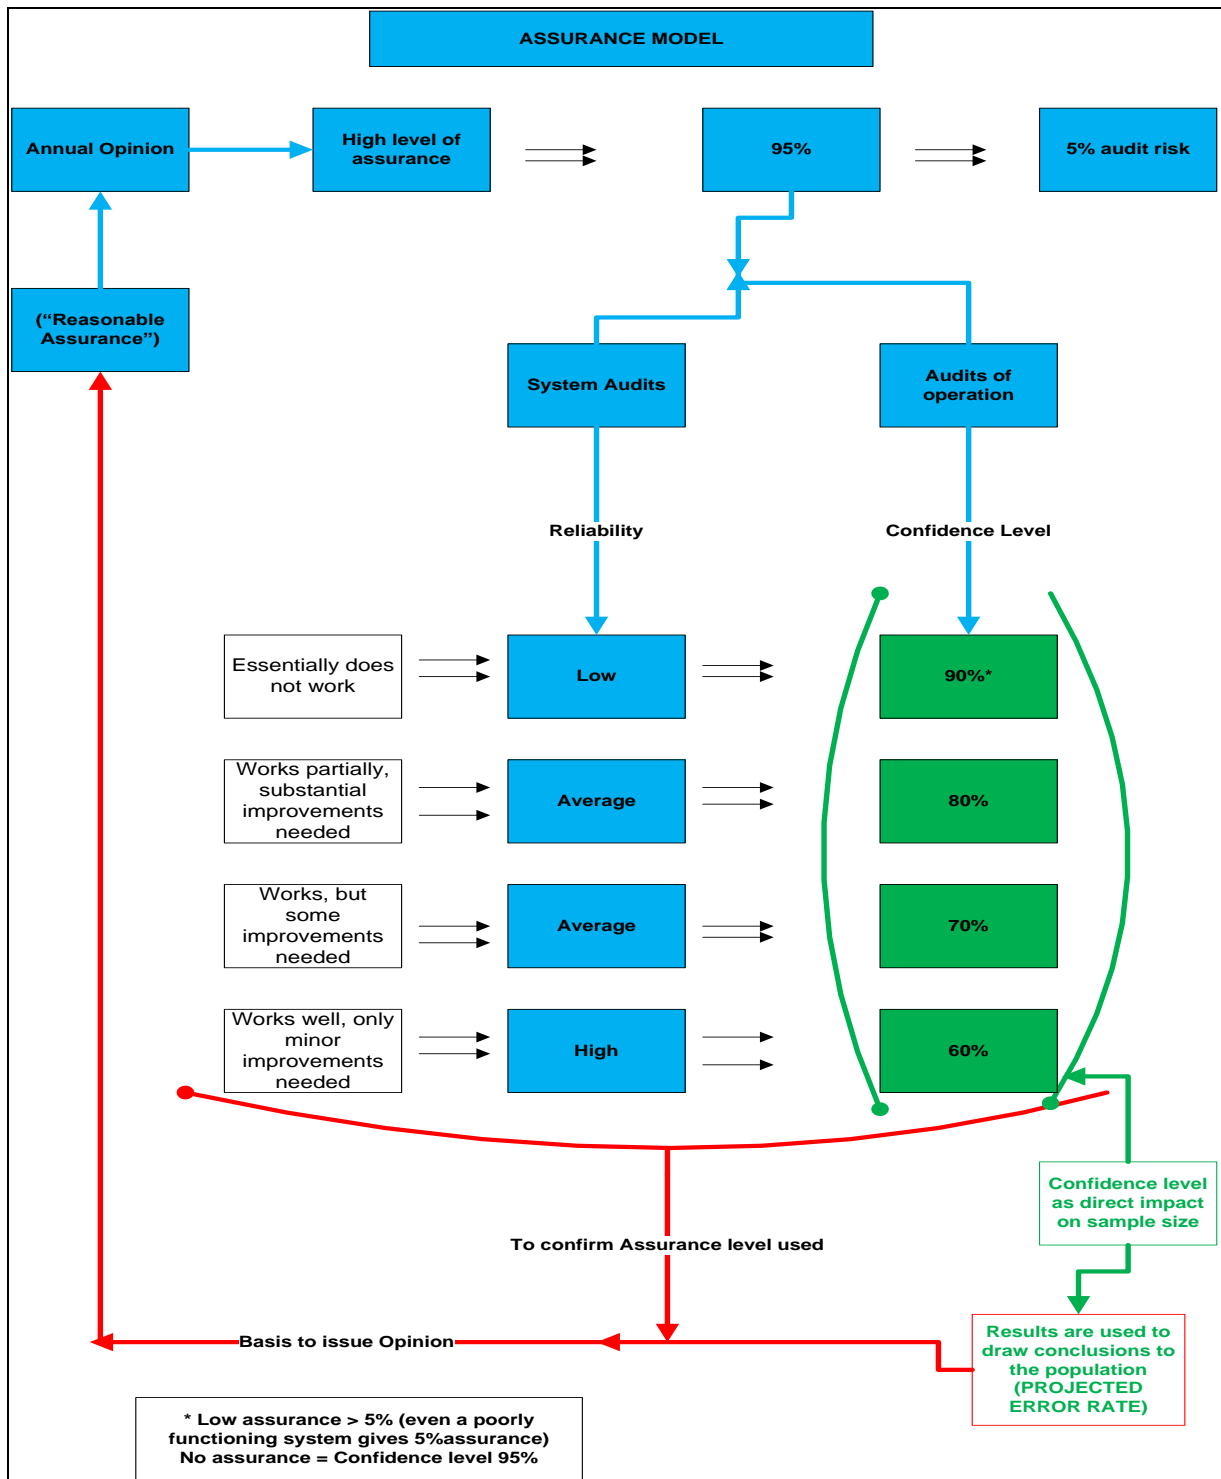 ASSURANCE MODEL
Annual Opinion
High level of
assurance
95%
5% audit risk
(“Reasonable
Assurance”)
System Audits
Audits of
operation
Reliability
Confidence Level
Essentially does
not work
Low
90%*
Works partially,
substantial
improvements
needed
Average
80%
Works, but
some
improvements
needed
Average
70%
Works well, only
minor
improvements
needed
High
60%
Confidence level
as direct impact
on sample size
To confirm Assurance level used
Basis to issue Opinion
Results are used to
draw conclusions to
the population
(PROJECTED
ERROR RATE)
* Low assurance > 5% (even a poorly
functioning system gives 5%assurance)
No assurance = Confidence level 95%